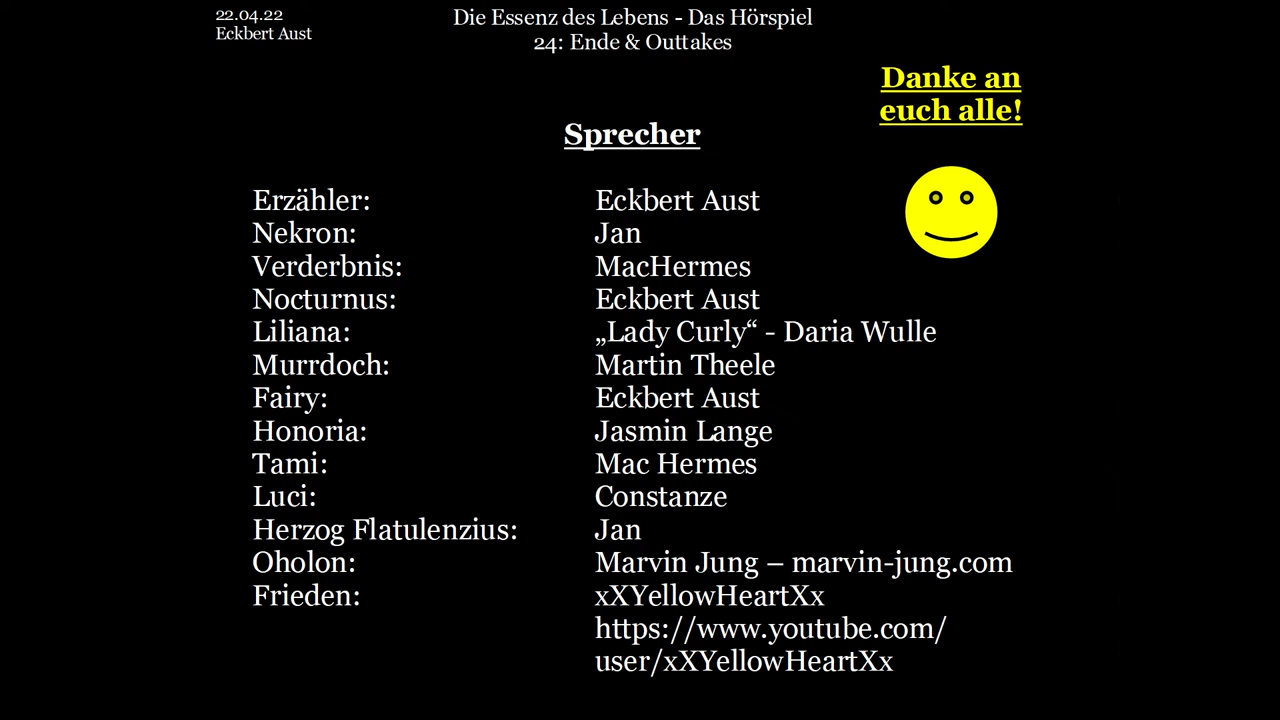 22.04.22
Eckbert Aust
Die Essenz des Lebens - Das Hörspiel
24: Ende & Outtakes
Danke an
euch alle!
Sprecher
Erzähler: Eckbert Aust
Nekron: Jan
Verderbnis: MacHermes
Nocturnus: Eckbert Aust
Liliana: „Lady Curly“ - Daria Wulle
Murrdoch: Martin Theele
Fairy: Eckbert Aust
Honoria: Jasmin Lange
Tami: Mac Hermes
Luci: Constanze
Herzog Flatulenzius: Jan
Oholon: Marvin Jung – marvin-jung.com
Frieden: xXYellowHeartXx
https://www.youtube.com/
user/xXYellowHeartXx